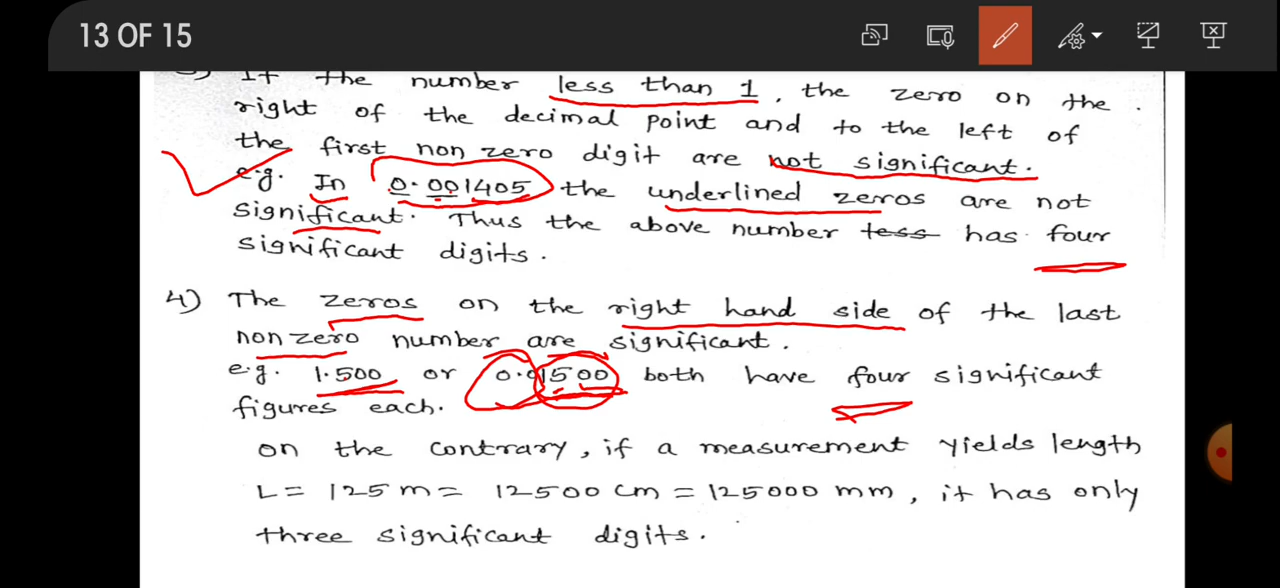 13 OF 15
3) If the number less than 1, the zero on the
right of the decimal point and to the left of
the first non zero digit are not significant.
e.g. In 0.001405 the underlined zeros are not
significant. Thus the above number less has four
significant digits.
4) The zeros on the right hand side of the last
nonzero number are significant.
e.g. 1.500 or 0.01500 both have four significant
figures each.
on the contrary, if a measurement yields length
L = 125 m = 12500 cm = 125000 mm, it has only
three significant digits.